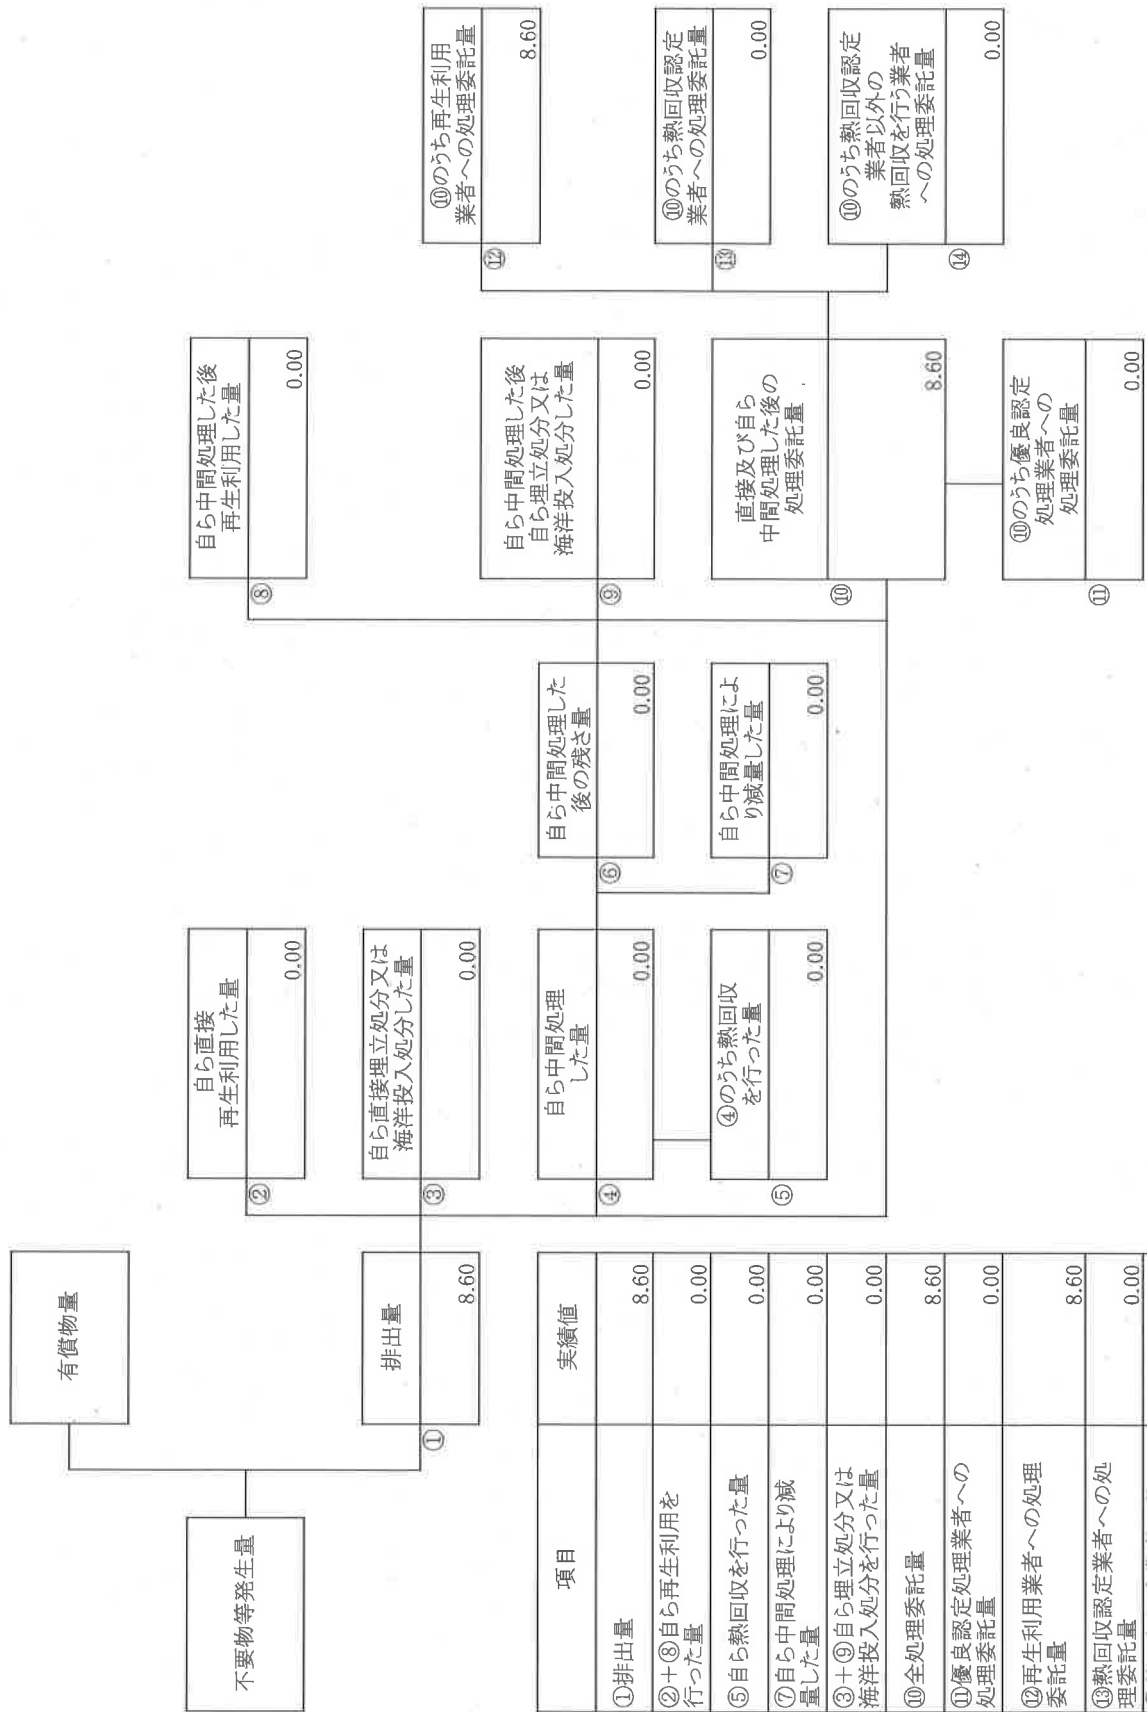 不要物等発生量
有償物量
排出量
①
8.60
自ら直接
再生利用した量
②
0.00
自ら直接埋立処分又は
海洋投入処分した量
③
0.00
自ら中間処理
した量
④
0.00
④のうち熱回収
を行った量
⑤
0.00
自ら中間処理した
後の残さ量
⑥
0.00
自ら中間処理によ
り減量した量
⑦
0.00
自ら中間処理した後
再生利用した量
⑧
0.00
自ら中間処理した後
自ら埋立処分又は
海洋投入処分した量
⑨
0.00
直接及び自ら
中間処理した後の
処理委託量
⑩
8.60
⑩のうち優良認定
処理業者への
処理委託量
⑪
0.00
⑩のうち再生利用
業者への処理委託量
⑫
8.60
⑩のうち熱回収認定
業者への処理委託量
⑬
0.00
⑩のうち熱回収認定
業者以外の
熱回収を行う業者
への処理委託量
⑭
0.00
項目 実績値
①排出量 8.60
②+⑧自ら再生利用を
行った量 0.00
⑤自ら熱回収を行った量 0.00
⑦自ら中間処理により減
量した量 0.00
③+⑨自ら埋立処分又は
海洋投入処分を行った量 0.00
⑩全処理委託量 8.60
⑪優良認定処理業者への
処理委託量 0.00
⑫再生利用業者への処理
委託量 8.60
⑬熱回収認定業者への処
理委託量 0.00